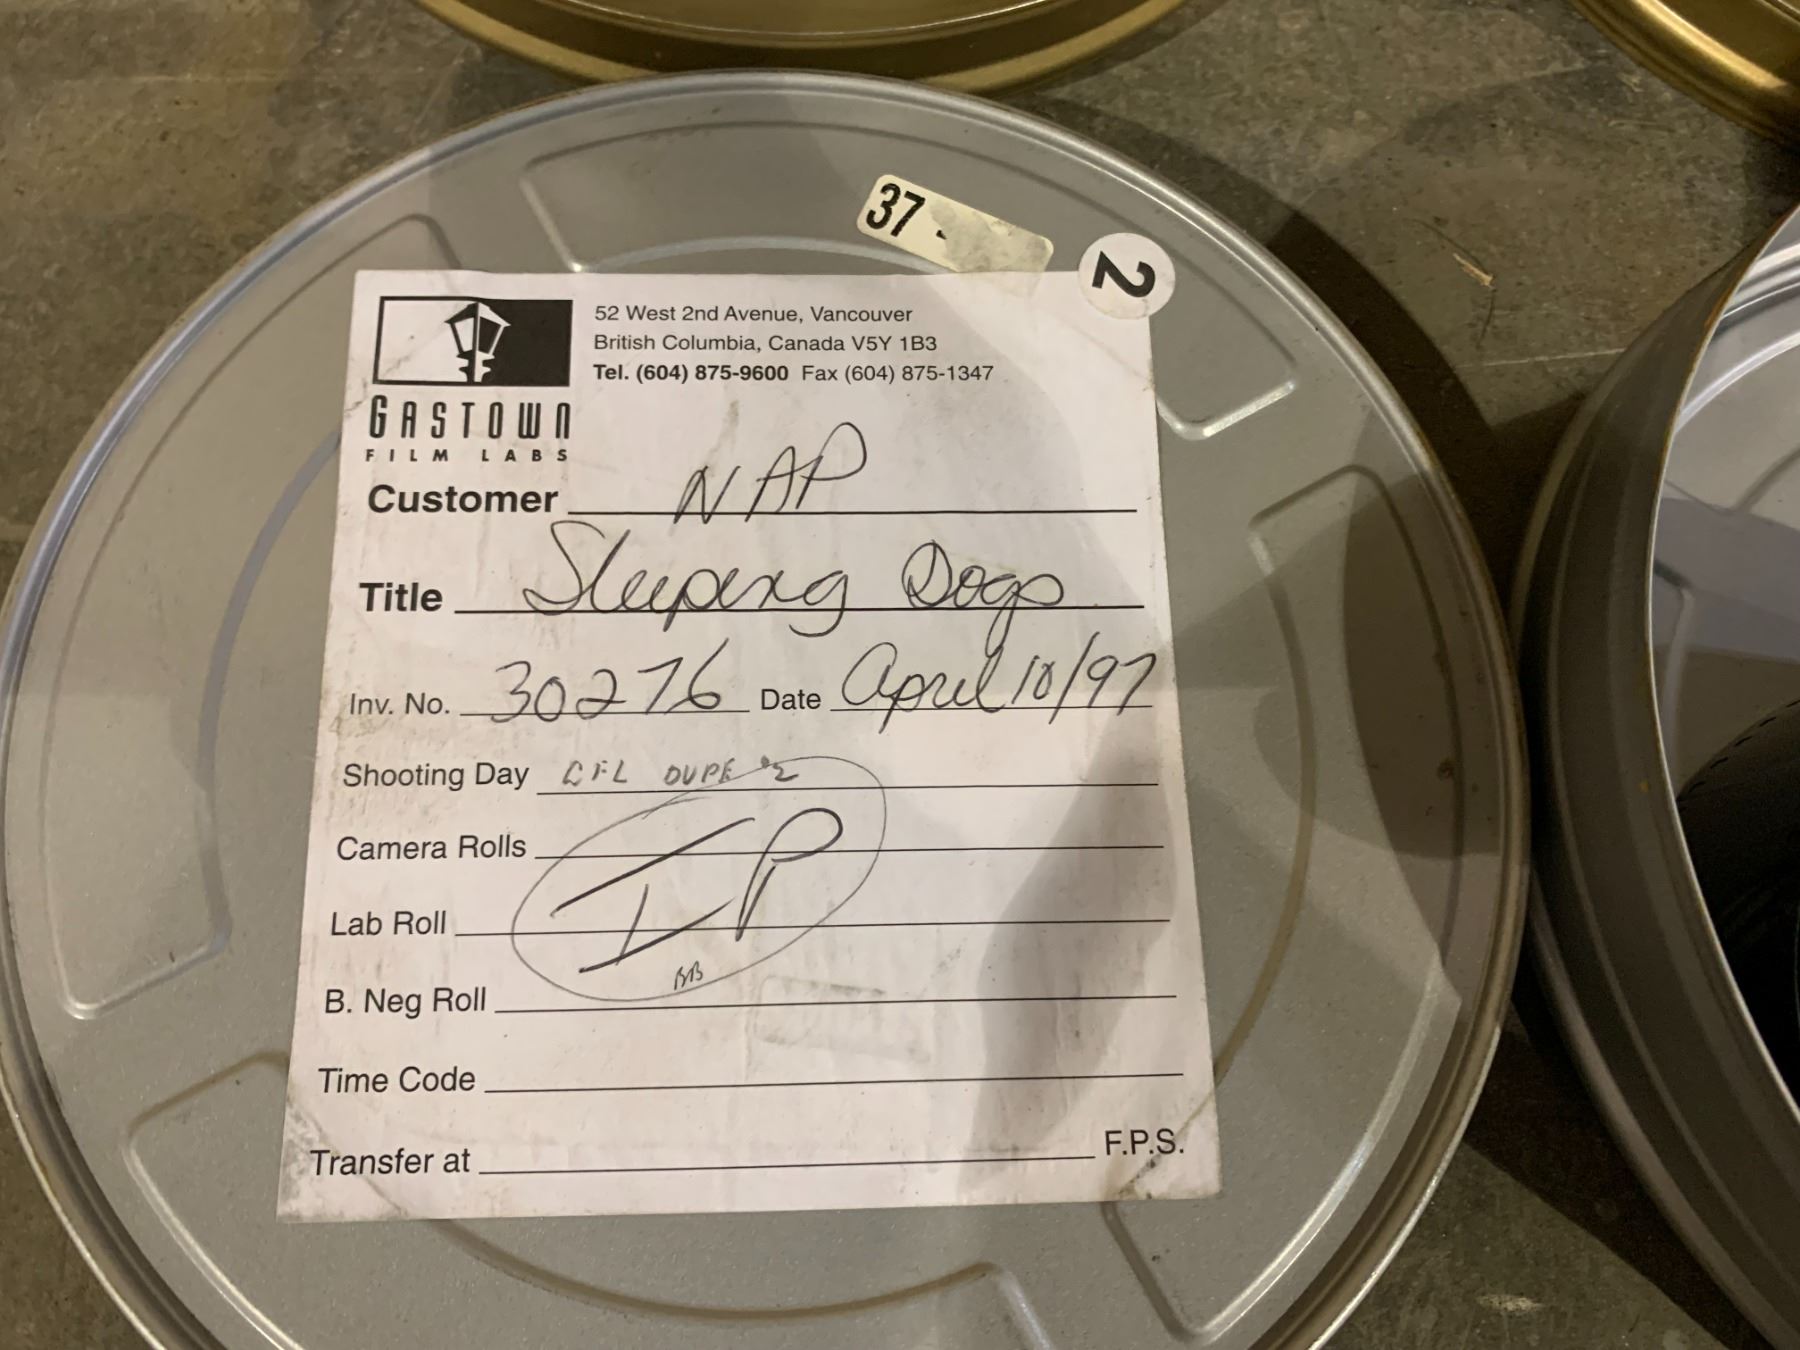 37 -
2
52 West 2nd Avenue, Vancouver
British Columbia, Canada V5Y 1B3
Tel. (604) 875-9600 Fax (604) 875-1347
GASTOWN
FILM LABS
Customer NAP
Title Sleeping Dogs
Inv. No. 30276 Date April 10/97
Shooting Day CFL DUPE #2
Camera Rolls
IP
Lab Roll
BB
B. Neg Roll
Time Code
Transfer at F.P.S.